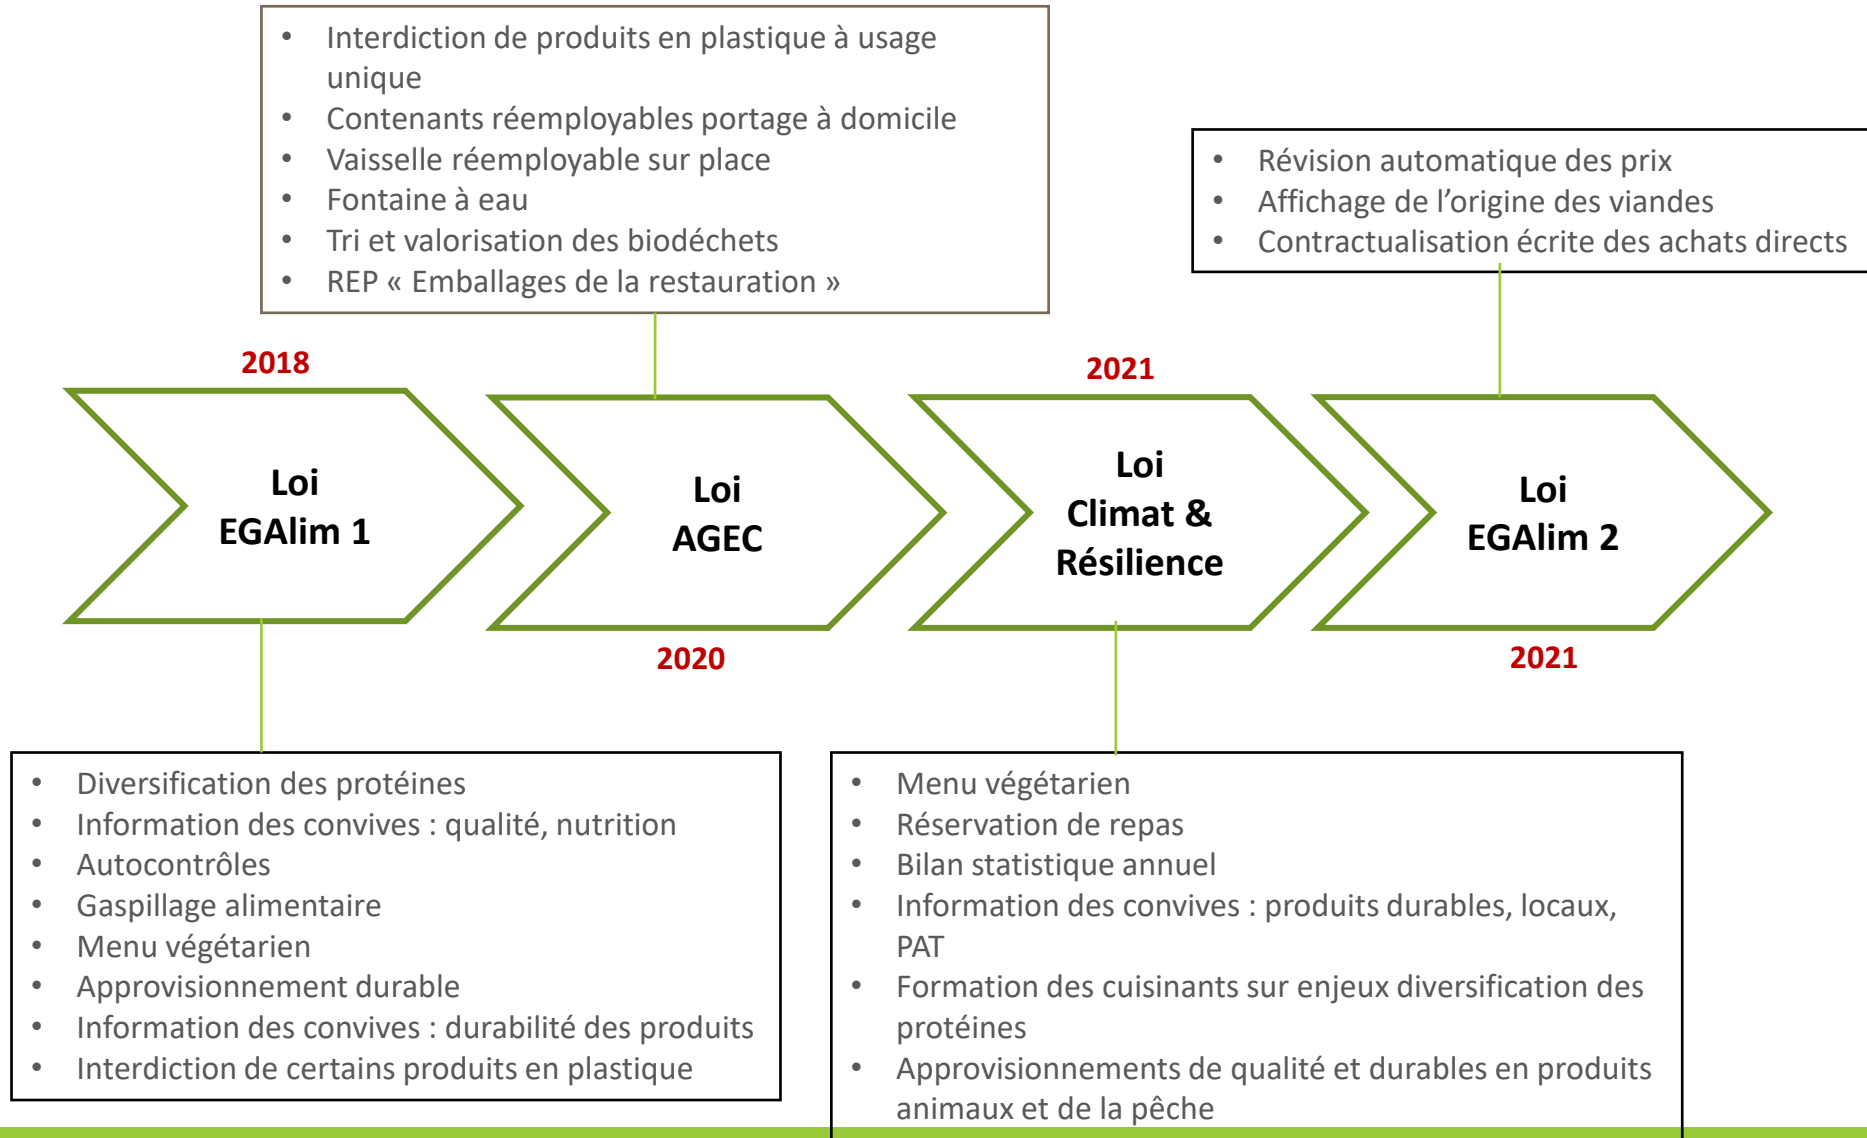 • Interdiction de produits en plastique à usage
unique
• Contenants réemployables portage à domicile
• Vaisselle réemployable sur place
• Fontaine à eau
• Tri et valorisation des biodéchets
• REP « Emballages de la restauration »
• Révision automatique des prix
• Affichage de l’origine des viandes
• Contractualisation écrite des achats directs
2018
2021
Loi
EGAlim 1
Loi
AGEC
Loi
Climat &
Résilience
Loi
EGAlim 2
2020
2021
• Diversification des protéines
• Information des convives : qualité, nutrition
• Autocontrôles
• Gaspillage alimentaire
• Menu végétarien
• Approvisionnement durable
• Information des convives : durabilité des produits
• Interdiction de certains produits en plastique
• Menu végétarien
• Réservation de repas
• Bilan statistique annuel
• Information des convives : produits durables, locaux,
PAT
• Formation des cuisinants sur enjeux diversification des
protéines
• Approvisionnements de qualité et durables en produits
animaux et de la pêche